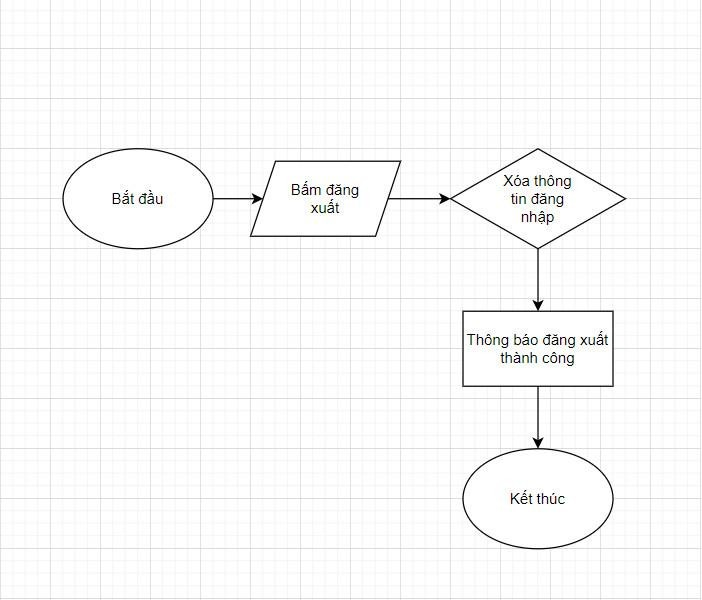 Bắt đầu
Bấm đăng
xuất
Xóa thông
tin đăng
nhập
Thông báo đăng xuất
thành công
Kết thúc